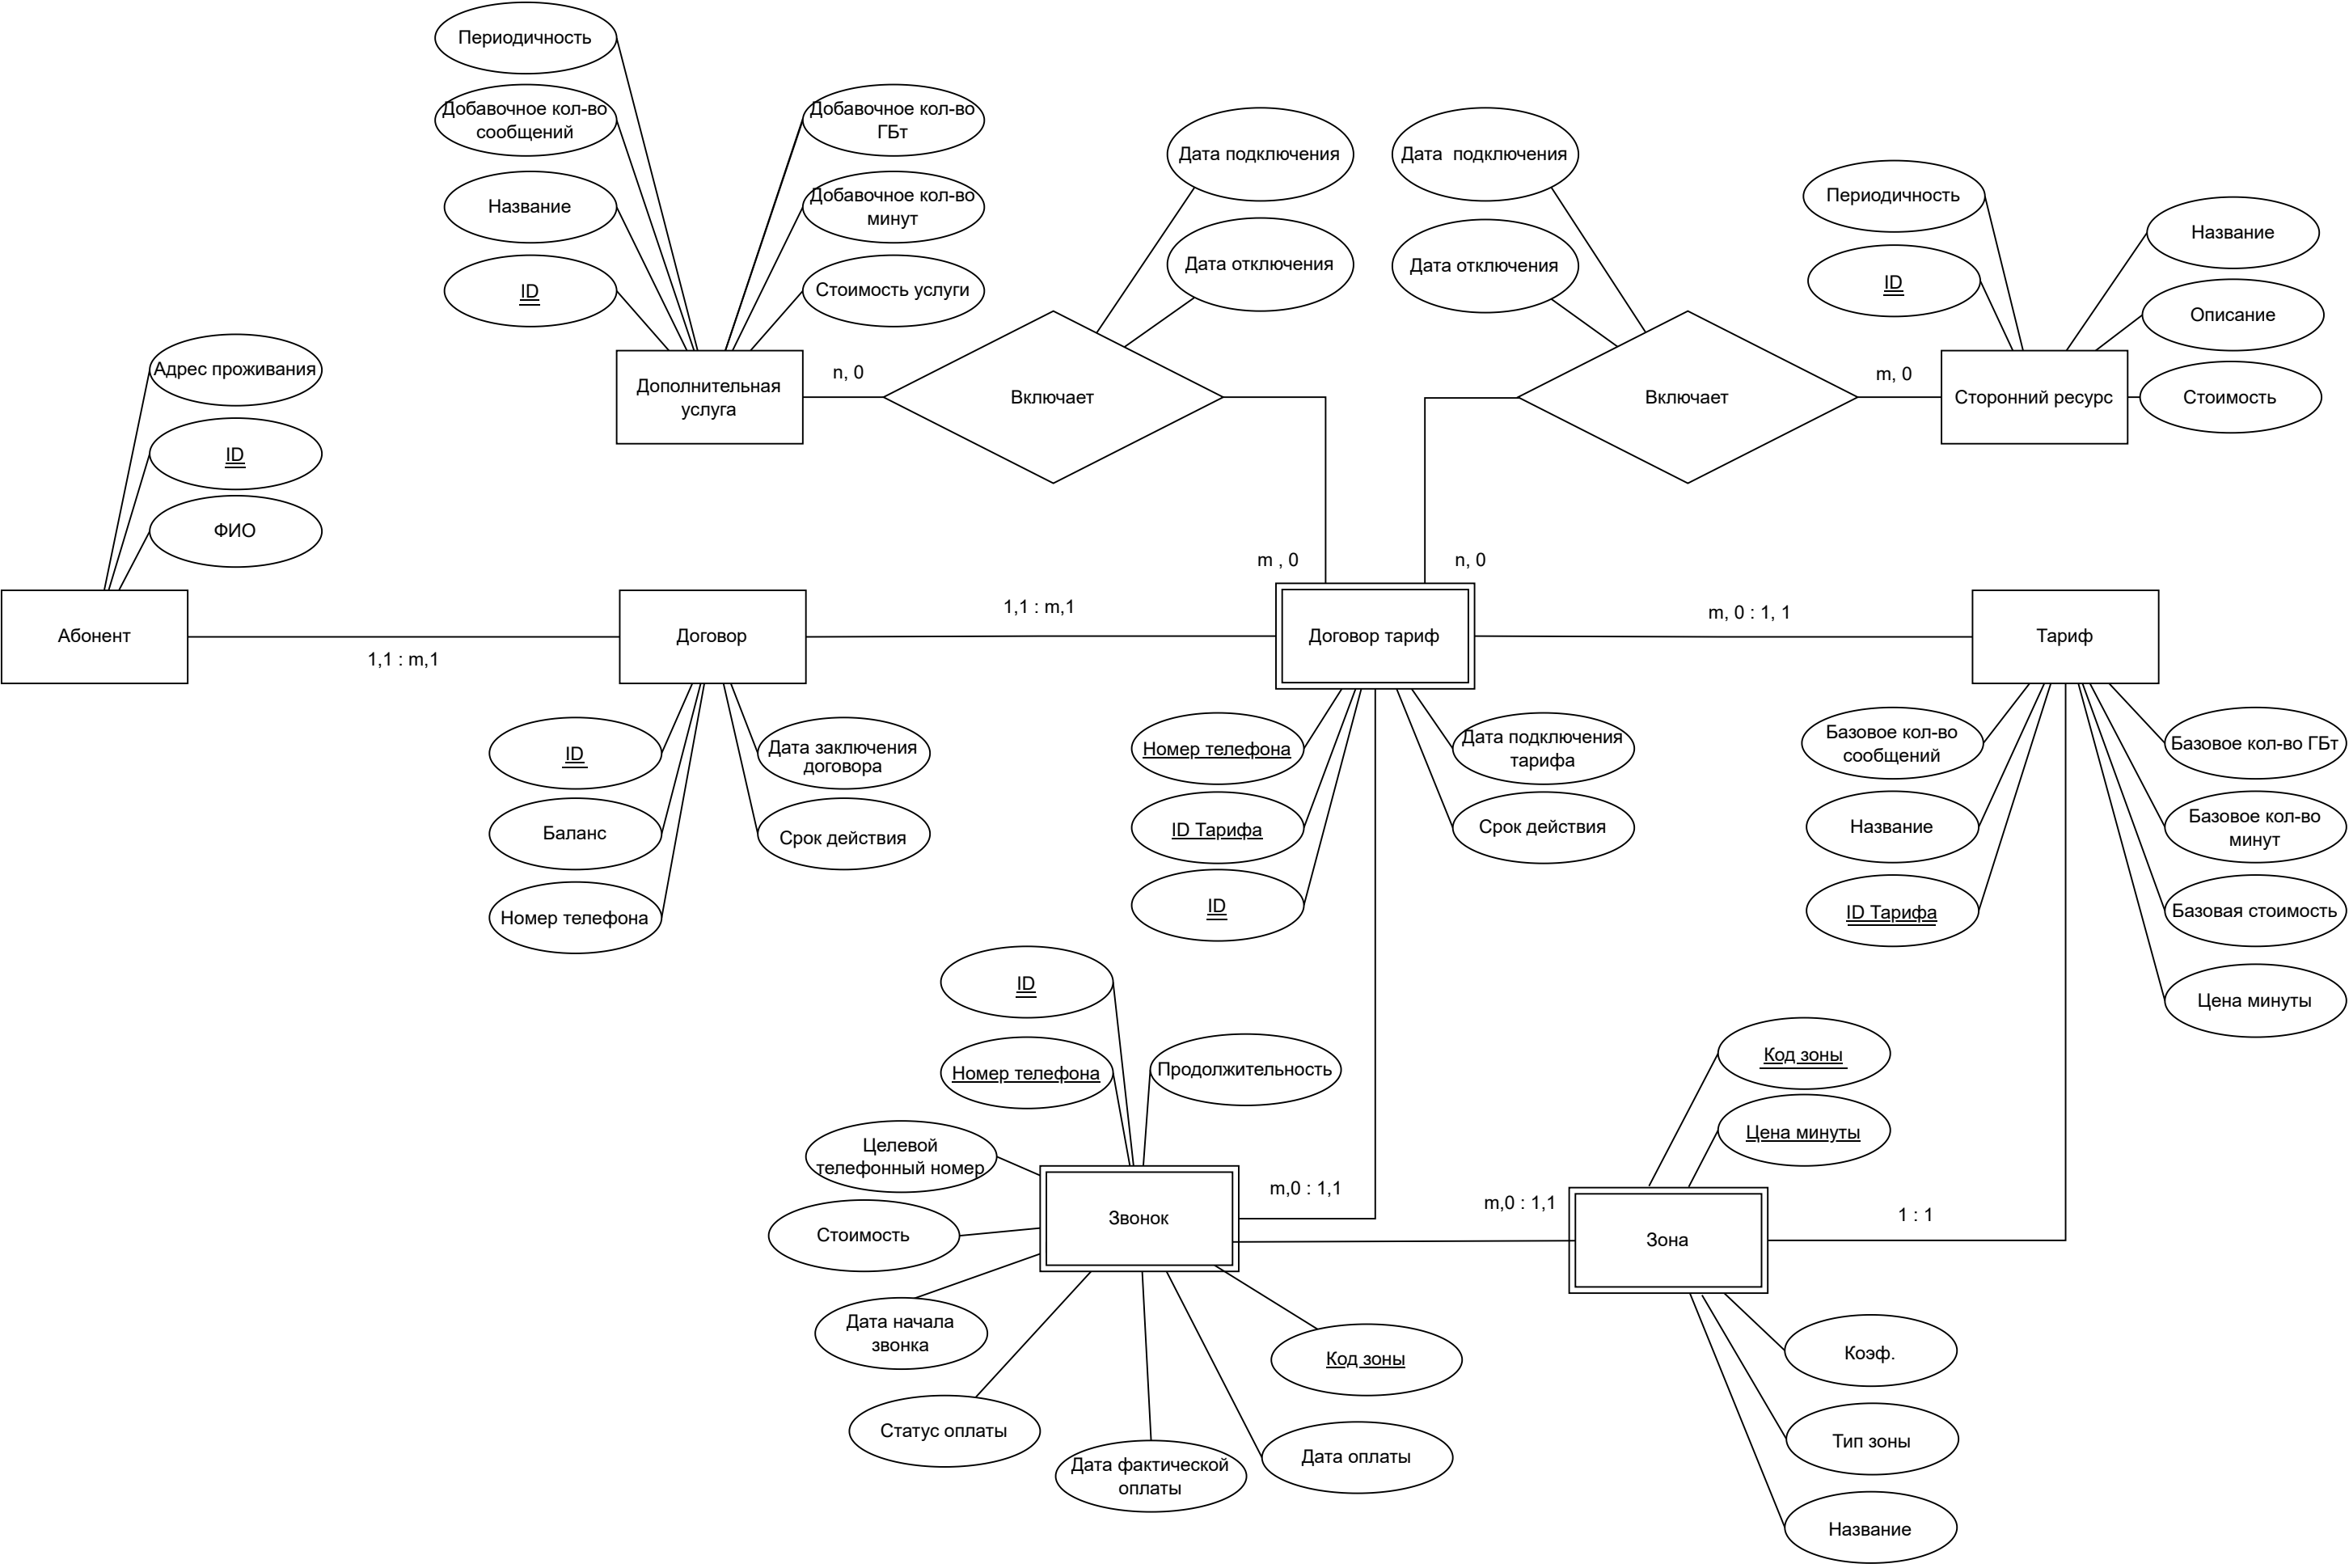 Периодичность
Добавочное кол-во
сообщений
Название
ID
Добавочное кол-во
ГБт
Добавочное кол-во
минут
Стоимость услуги
Дополнительная
услуга
n, 0
Включает
Дата подключения
Дата отключения
m , 0
Дата  подключения
Дата отключения
Включает
n, 0
m, 0
Периодичность
ID
Название
Описание
Стоимость
Сторонний ресурс
Адрес проживания
ID
ФИО
Абонент
1,1 : m,1
Договор
1,1 : m,1
Договор тариф
m, 0 : 1, 1
Тариф
ID
Баланс
Номер телефона
Дата заключения
договора
Срок действия
Номер телефона
ID Тарифа
ID
Дата подключения
тарифа
Срок действия
Базовое кол-во
сообщений
Название
ID Тарифа
Базовое кол-во ГБт
Базовое кол-во
минут
Базовая стоимость
Цена минуты
ID
Номер телефона
Продолжительность
Целевой
телефонный номер
Стоимость
Звонок
m,0 : 1,1
m,0 : 1,1
Дата начала
звонка
Статус оплаты
Дата фактической
оплаты
Дата оплаты
Код зоны
Код зоны
Цена минуты
Зона
1 : 1
Коэф.
Тип зоны
Название